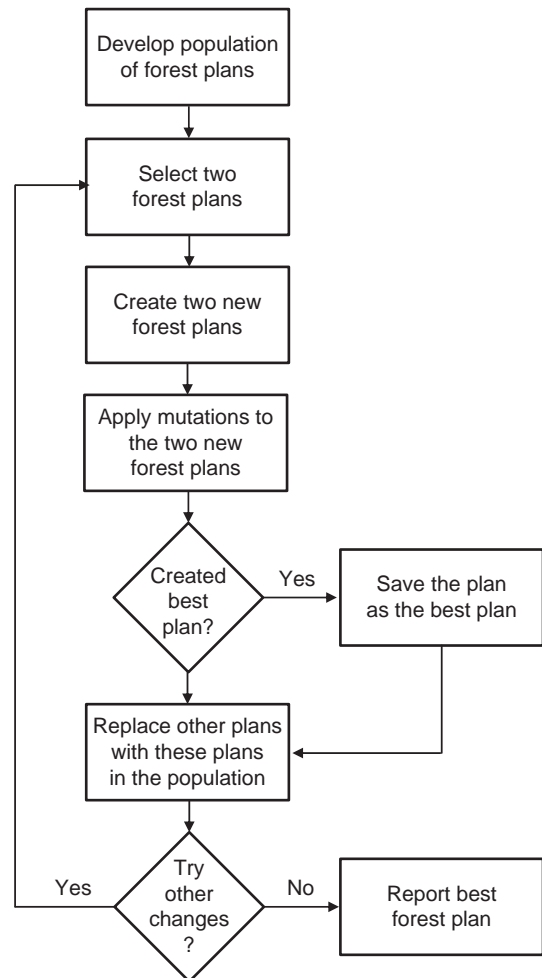 Develop population
of forest plans
Select two
forest plans
Create two new
forest plans
Apply mutations to
the two new
forest plans
Created
best
plan?
Yes
Save the plan
as the best plan
Replace other plans
with these plans
in the population
Try
other
changes
?
Yes
No
Report best
forest plan